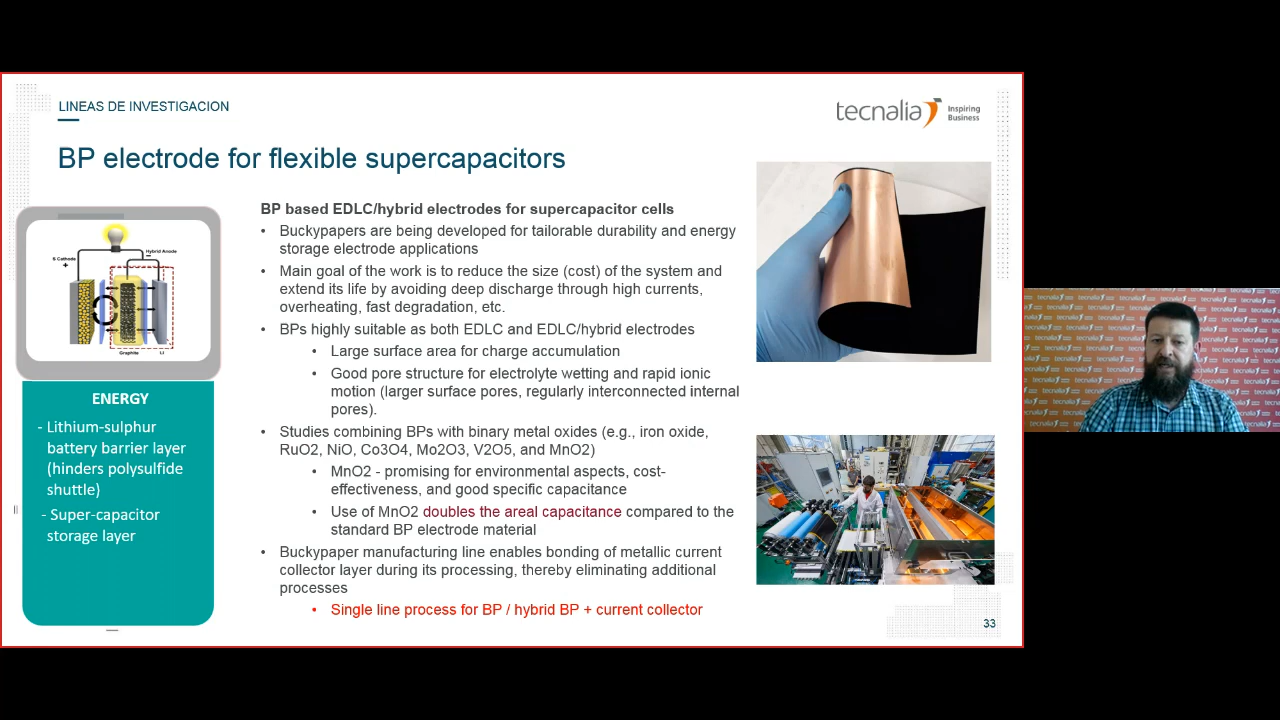 LINEAS DE INVESTIGACION
tecnalia Inspiring
Business
BP electrode for flexible supercapacitors
S Cathode
+
Hybrid Anode
Graphite
Li
ENERGY
- Lithium-sulphur
battery barrier layer
(hinders polysulfide
shuttle)
- Super-capacitor
storage layer
BP based EDLC/hybrid electrodes for supercapacitor cells
• Buckypapers are being developed for tailorable durability and energy
storage electrode applications
• Main goal of the work is to reduce the size (cost) of the system and
extend its life by avoiding deep discharge through high currents,
overheating, fast degradation, etc.
• BPs highly suitable as both EDLC and EDLC/hybrid electrodes
• Large surface area for charge accumulation
• Good pore structure for electrolyte wetting and rapid ionic
motion (larger surface pores, regularly interconnected internal
pores).
• Studies combining BPs with binary metal oxides (e.g., iron oxide,
RuO2, NiO, Co3O4, Mo2O3, V2O5, and MnO2)
• MnO2 - promising for environmental aspects, cost-
effectiveness, and good specific capacitance
• Use of MnO2 doubles the areal capacitance compared to the
standard BP electrode material
• Buckypaper manufacturing line enables bonding of metallic current
collector layer during its processing, thereby eliminating additional
processes
• Single line process for BP / hybrid BP + current collector
33
tecnalia